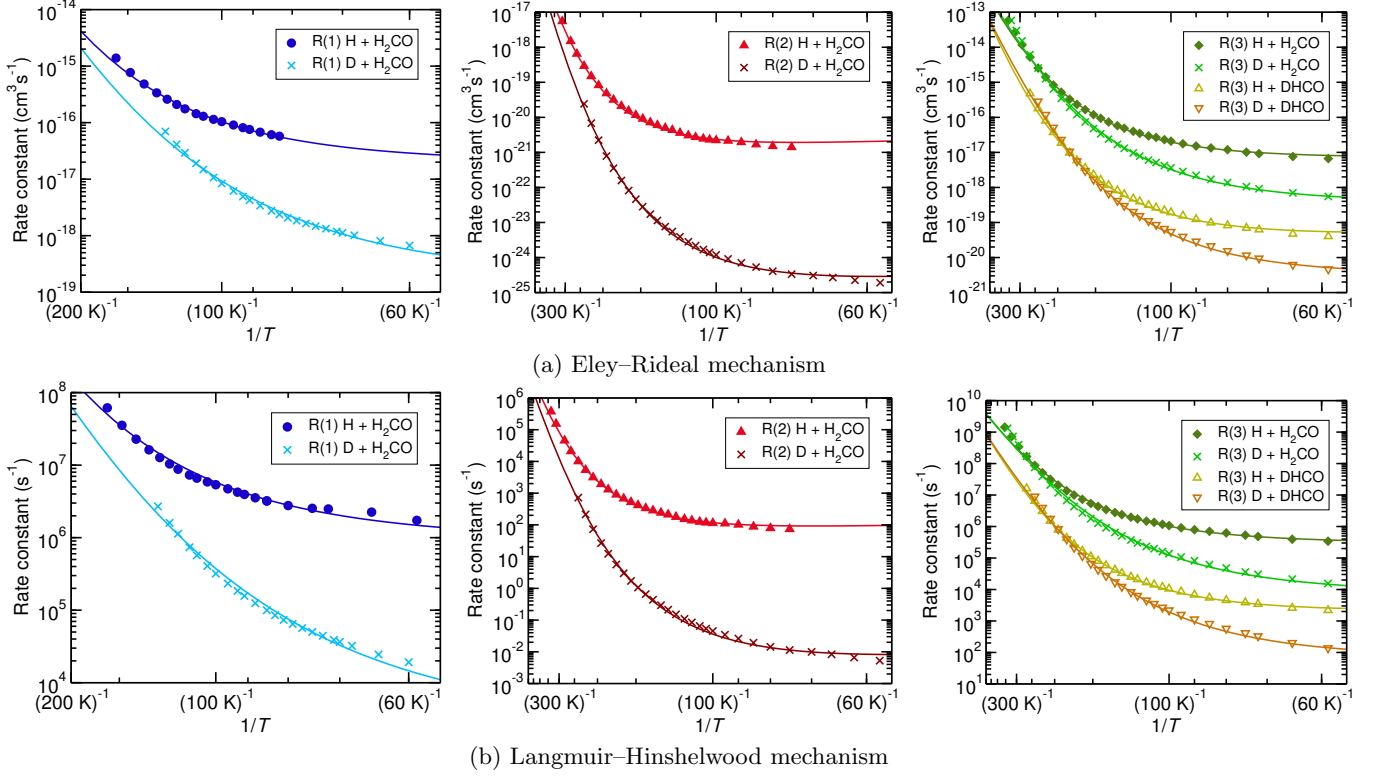 10^-14
10^-15
10^-16
10^-17
10^-18
10^-19
Rate constant (cm^3 s^-1)
R(1) H + H2CO
R(1) D + H2CO
(200 K)^-1 (100 K)^-1 (60 K)^-1
1/T
10^-17
10^-18
10^-19
10^-20
10^-21
10^-22
10^-23
10^-24
10^-25
Rate constant (cm^3 s^-1)
R(2) H + H2CO
R(2) D + H2CO
(300 K)^-1 (100 K)^-1 (60 K)^-1
1/T
10^-13
10^-14
10^-15
10^-16
10^-17
10^-18
10^-19
10^-20
10^-21
Rate constant (cm^3 s^-1)
R(3) H + H2CO
R(3) D + H2CO
R(3) H + DHCO
R(3) D + DHCO
(300 K)^-1 (100 K)^-1 (60 K)^-1
1/T
(a) Eley–Rideal mechanism
10^8
10^7
10^6
10^5
10^4
Rate constant (s^-1)
R(1) H + H2CO
R(1) D + H2CO
(200 K)^-1 (100 K)^-1 (60 K)^-1
1/T
10^6
10^5
10^4
10^3
10^2
10^1
10^0
10^-1
10^-2
10^-3
Rate constant (s^-1)
R(2) H + H2CO
R(2) D + H2CO
(300 K)^-1 (100 K)^-1 (60 K)^-1
1/T
10^10
10^9
10^8
10^7
10^6
10^5
10^4
10^3
10^2
10^1
Rate constant (s^-1)
R(3) H + H2CO
R(3) D + H2CO
R(3) H + DHCO
R(3) D + DHCO
(300 K)^-1 (100 K)^-1 (60 K)^-1
1/T
(b) Langmuir–Hinshelwood mechanism